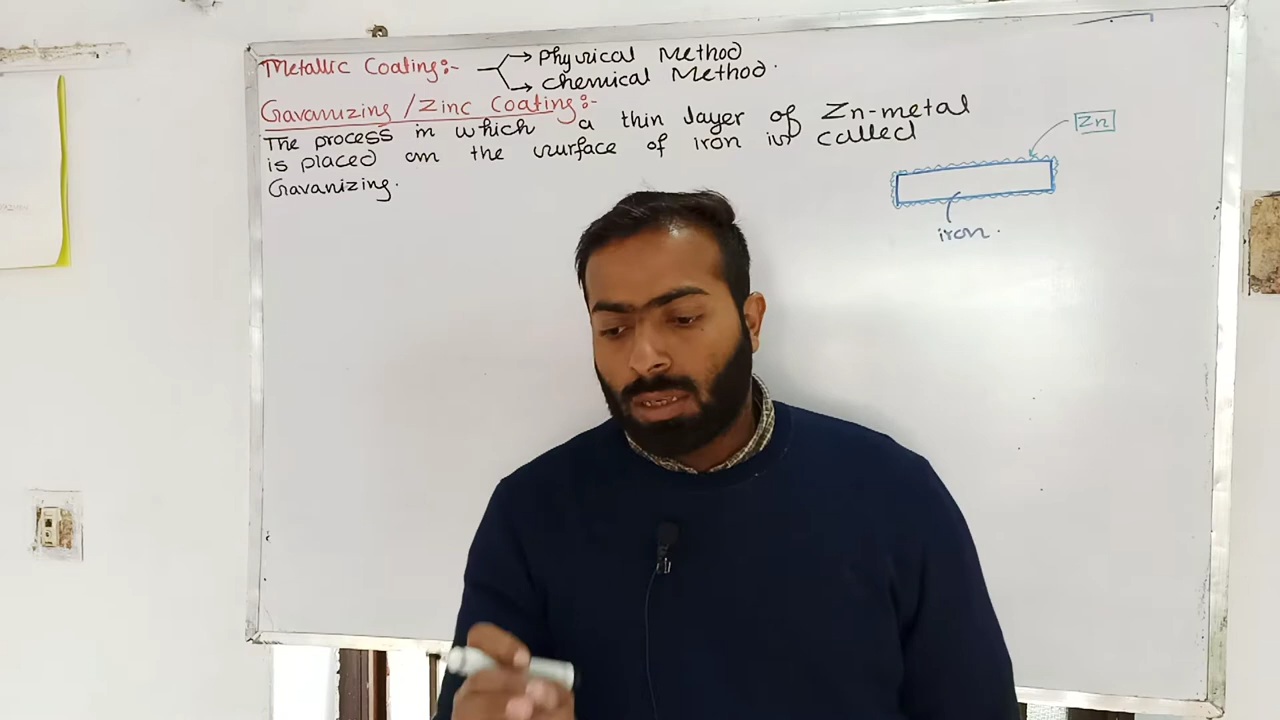 Metallic Coating:- → Physical Method
→ Chemical Method.
Gavanizing / Zinc Coating:-
The process in which a thin layer of Zn-metal
is placed on the surface of iron is called
Gavanizing.
Zn
iron.